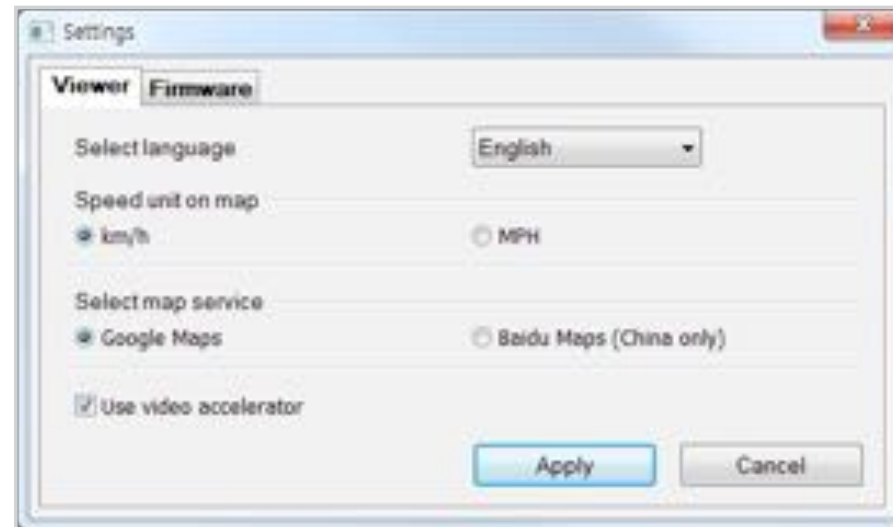 Settings
Viewer Firmware
Select language English
Speed unit on map
km/h MPH
Select map service
Google Maps Baidu Maps (China only)
Use video accelerator
Apply Cancel